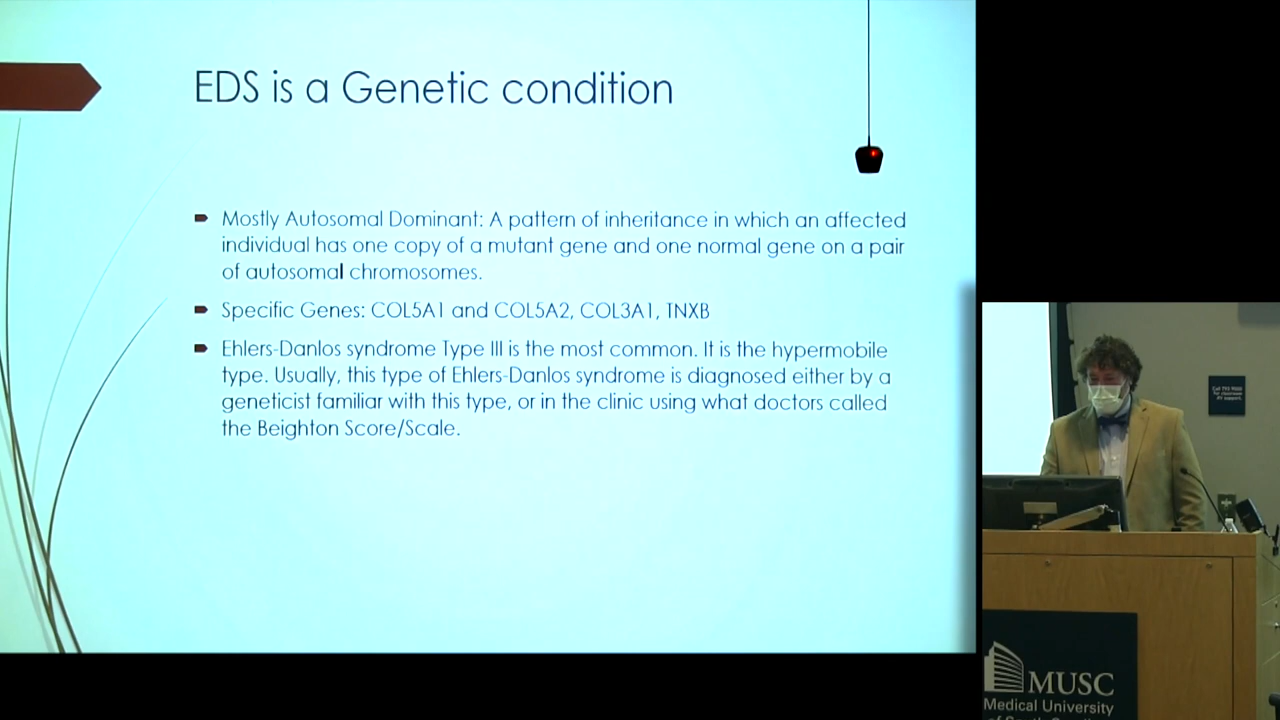 EDS is a Genetic condition
Mostly Autosomal Dominant: A pattern of inheritance in which an affected
individual has one copy of a mutant gene and one normal gene on a pair
of autosomal chromosomes.
Specific Genes: COL5A1 and COL5A2, COL3A1, TNXB
Ehlers-Danlos syndrome Type III is the most common. It is the hypermobile
type. Usually, this type of Ehlers-Danlos syndrome is diagnosed either by a
geneticist familiar with this type, or in the clinic using what doctors called
the Beighton Score/Scale.
MUSC
Medical University